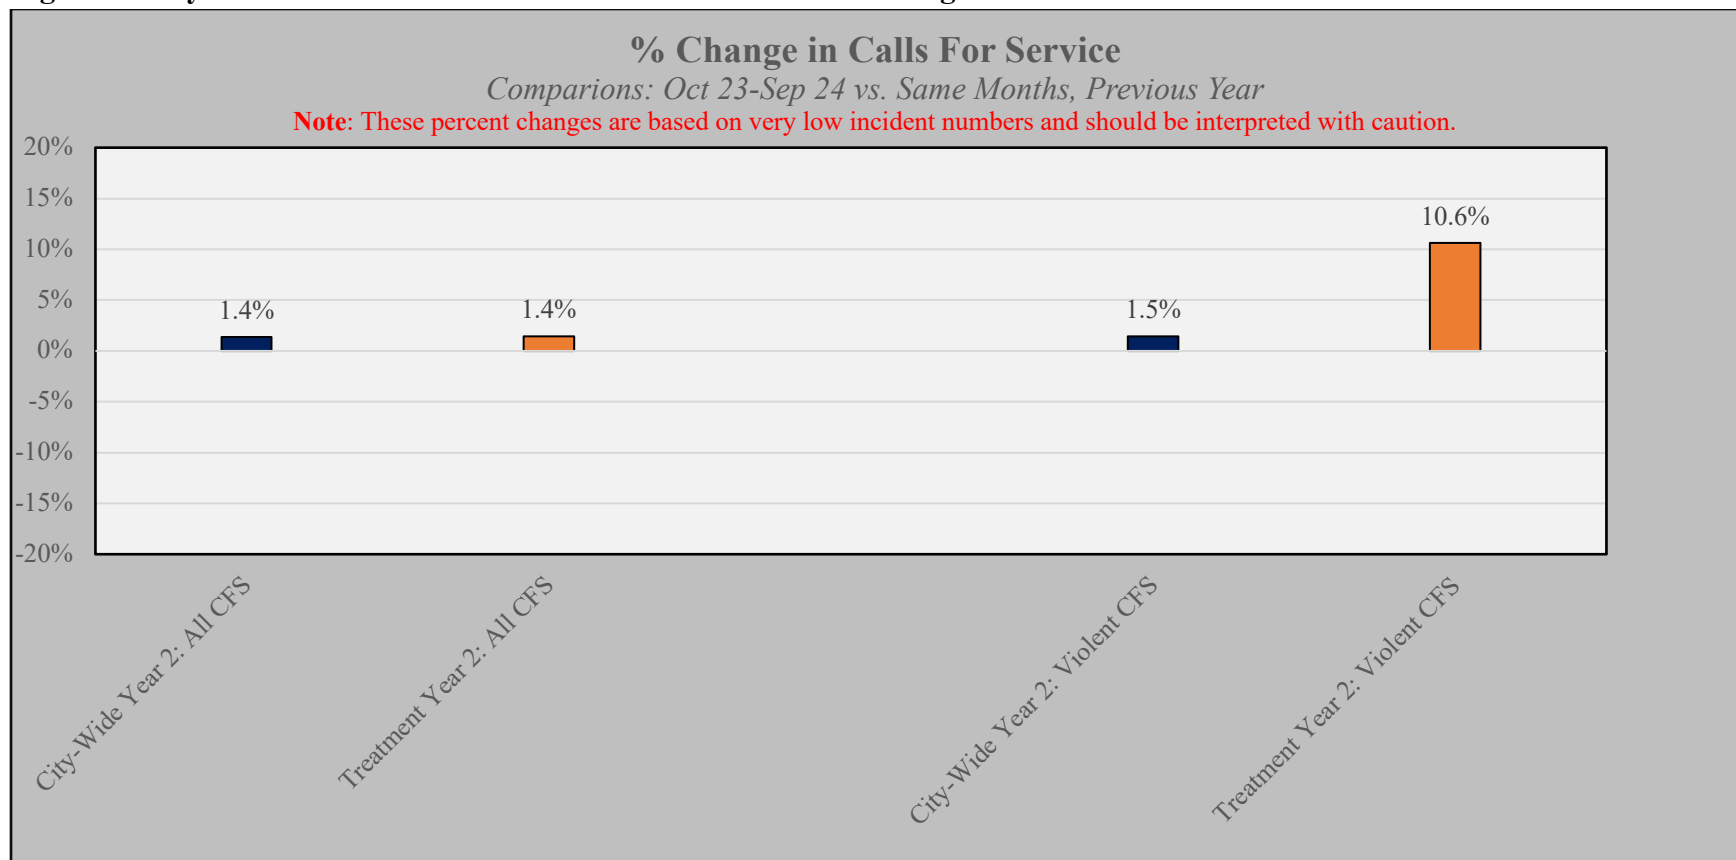 % Change in Calls For Service
Comparions: Oct 23-Sep 24 vs. Same Months, Previous Year
Note: These percent changes are based on very low incident numbers and should be interpreted with caution.
20%
15%
10%
5%
0%
-5%
-10%
-15%
-20%
1.4%
1.4%
1.5%
10.6%
City-Wide Year 2: All CFS
Treatment Year 2: All CFS
City-Wide Year 2: Violent CFS
Treatment Year 2: Violent CFS